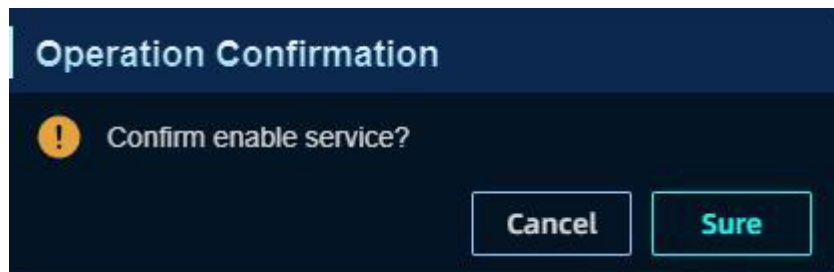 Operation Confirmation
! Confirm enable service?
Cancel Sure